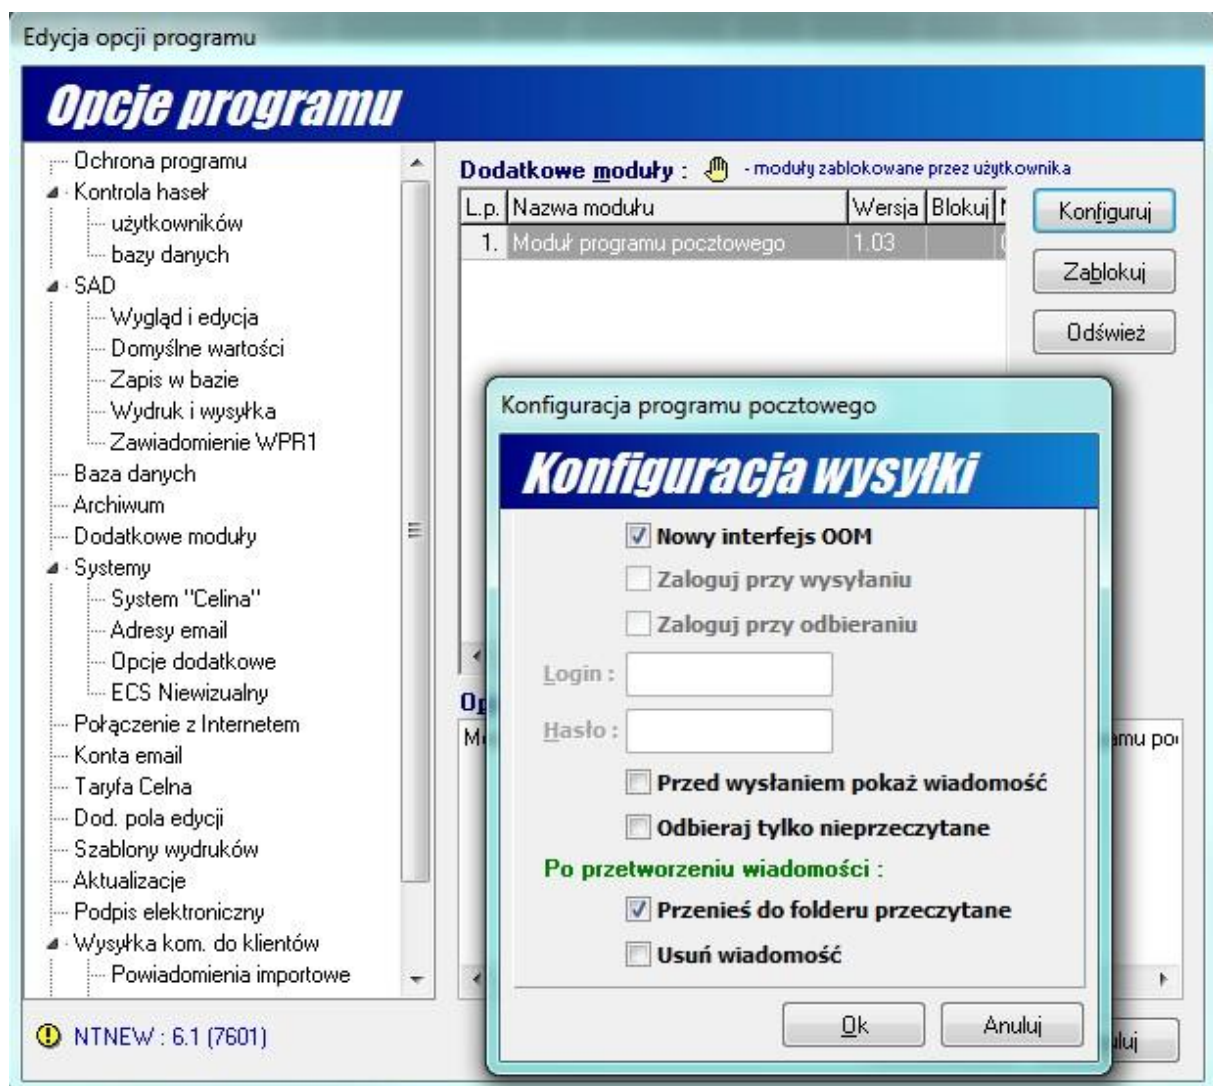 Edycja opcji programu
Opcje programu
Ochrona programu
Kontrola haseł
użytkowników
bazy danych
SAD
Wygląd i edycja
Domyślne wartości
Zapis w bazie
Wydruk i wysyłka
Zawiadomienie WPR1
Baza danych
Archiwum
Dodatkowe moduły
Systemy
System "Celina"
Adresy email
Opcje dodatkowe
ECS Niewizualny
Połączenie z Internetem
Konta email
Taryfa Celna
Dod. pola edycji
Szablony wydruków
Aktualizacje
Podpis elektroniczny
Wysyłka kom. do klientów
Powiadomienia importowe
NTNEW : 6.1 (7601)
Dodatkowe moduły : - moduły zablokowane przez użytkownika
L.p. Nazwa modułu Wersja Blokuj
1. Moduł programu pocztowego 1.03
Konfiguruj
Zablokuj
Odśwież
Konfiguracja programu pocztowego
Konfiguracja wysyłki
Nowy interfejs OOM
Zaloguj przy wysyłaniu
Zaloguj przy odbieraniu
Login :
Hasło :
Przed wysłaniem pokaż wiadomość
Odbieraj tylko nieprzeczytane
Po przetworzeniu wiadomości :
Przenieś do folderu przeczytane
Usuń wiadomość
Ok Anuluj